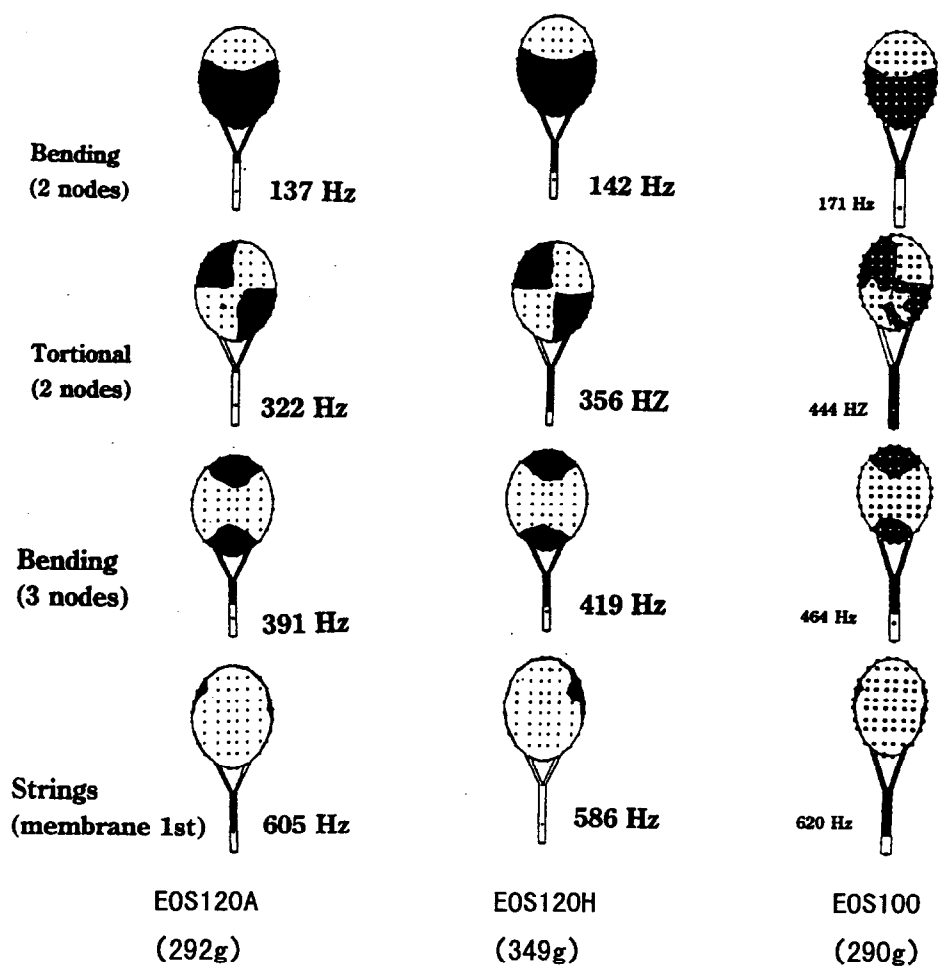 Bending
(2 nodes)
137 Hz
142 Hz
171 Hz
Tortional
(2 nodes)
322 Hz
356 HZ
444 HZ
Bending
(3 nodes)
391 Hz
419 Hz
464 Hz
Strings
(membrane 1st)
605 Hz
586 Hz
620 Hz
EOS120A
EOS120H
EOS100
(292g)
(349g)
(290g)